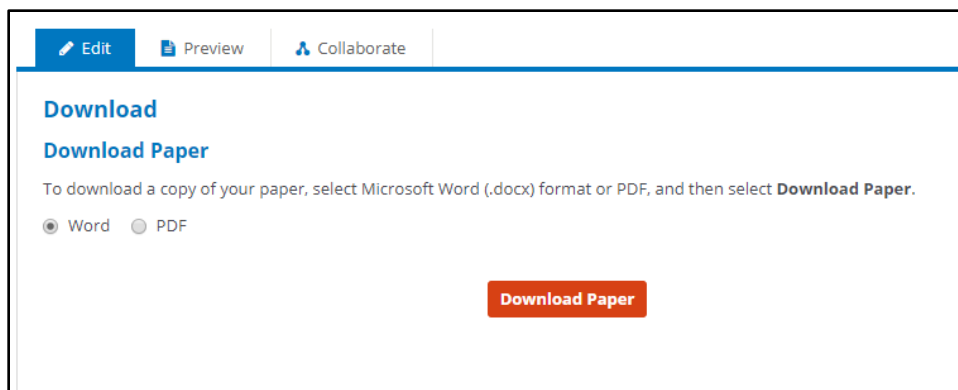 Edit Preview Collaborate
Download
Download Paper
To download a copy of your paper, select Microsoft Word (.docx) format or PDF, and then select Download Paper.
Word PDF
Download Paper